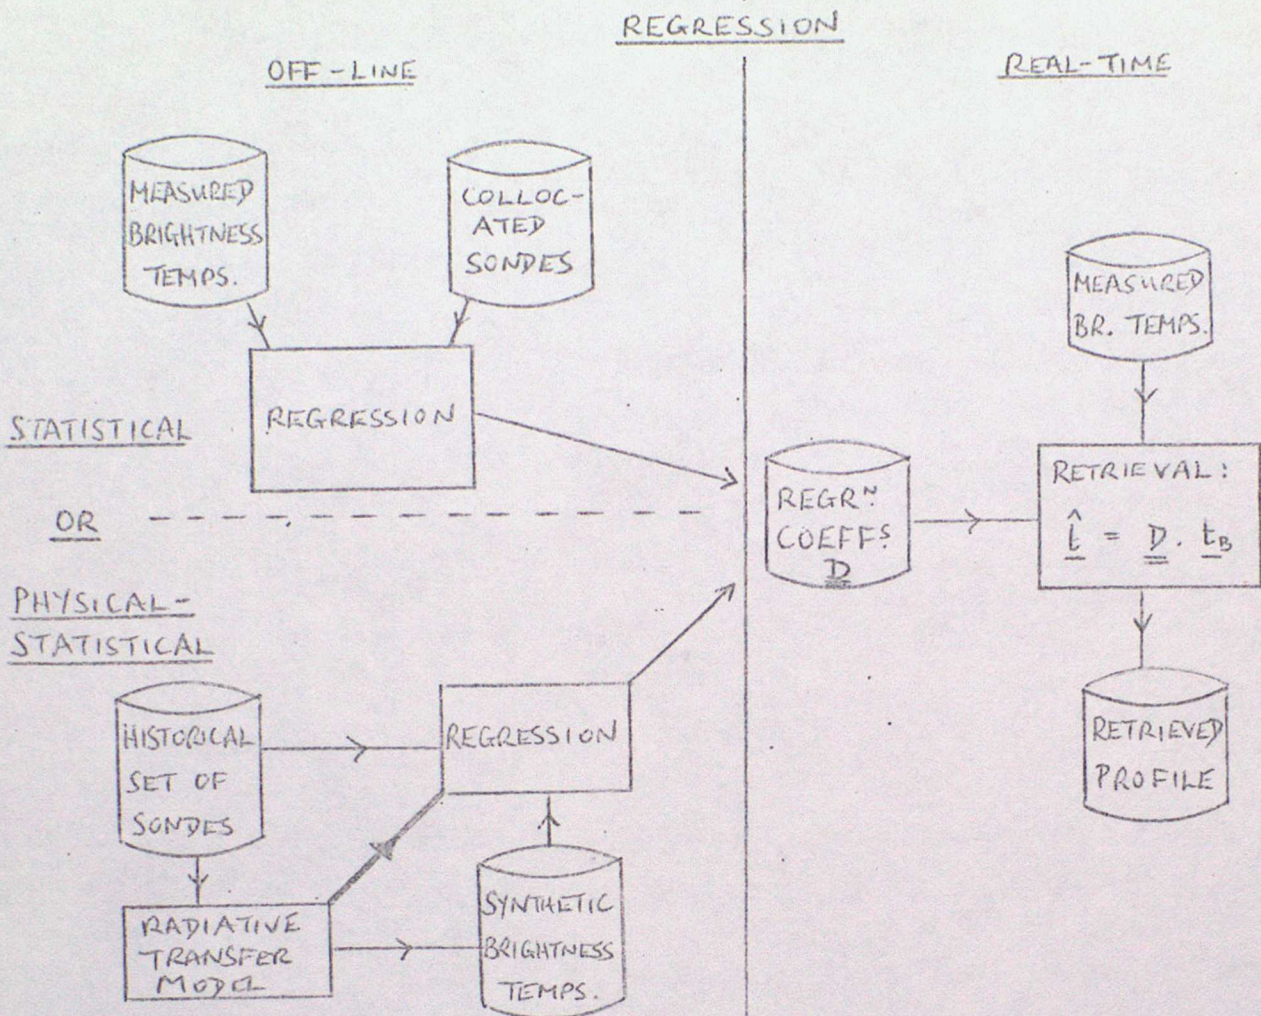 REGRESSION
OFF-LINE
REAL-TIME
MEASURED
BRIGHTNESS
TEMPS.
COLLOC-
ATED
SONDES
REGRESSION
STATISTICAL
OR
PHYSICAL-
STATISTICAL
HISTORICAL
SET OF
SONDES
REGRESSION
RADIATIVE
TRANSFER
MODEL
SYNTHETIC
BRIGHTNESS
TEMPS.
MEASURED
BR. TEMPS.
REGRᴺ
COEFFˢ.
D
RETRIEVAL:
t̂ = D . t_B
RETRIEVED
PROFILE